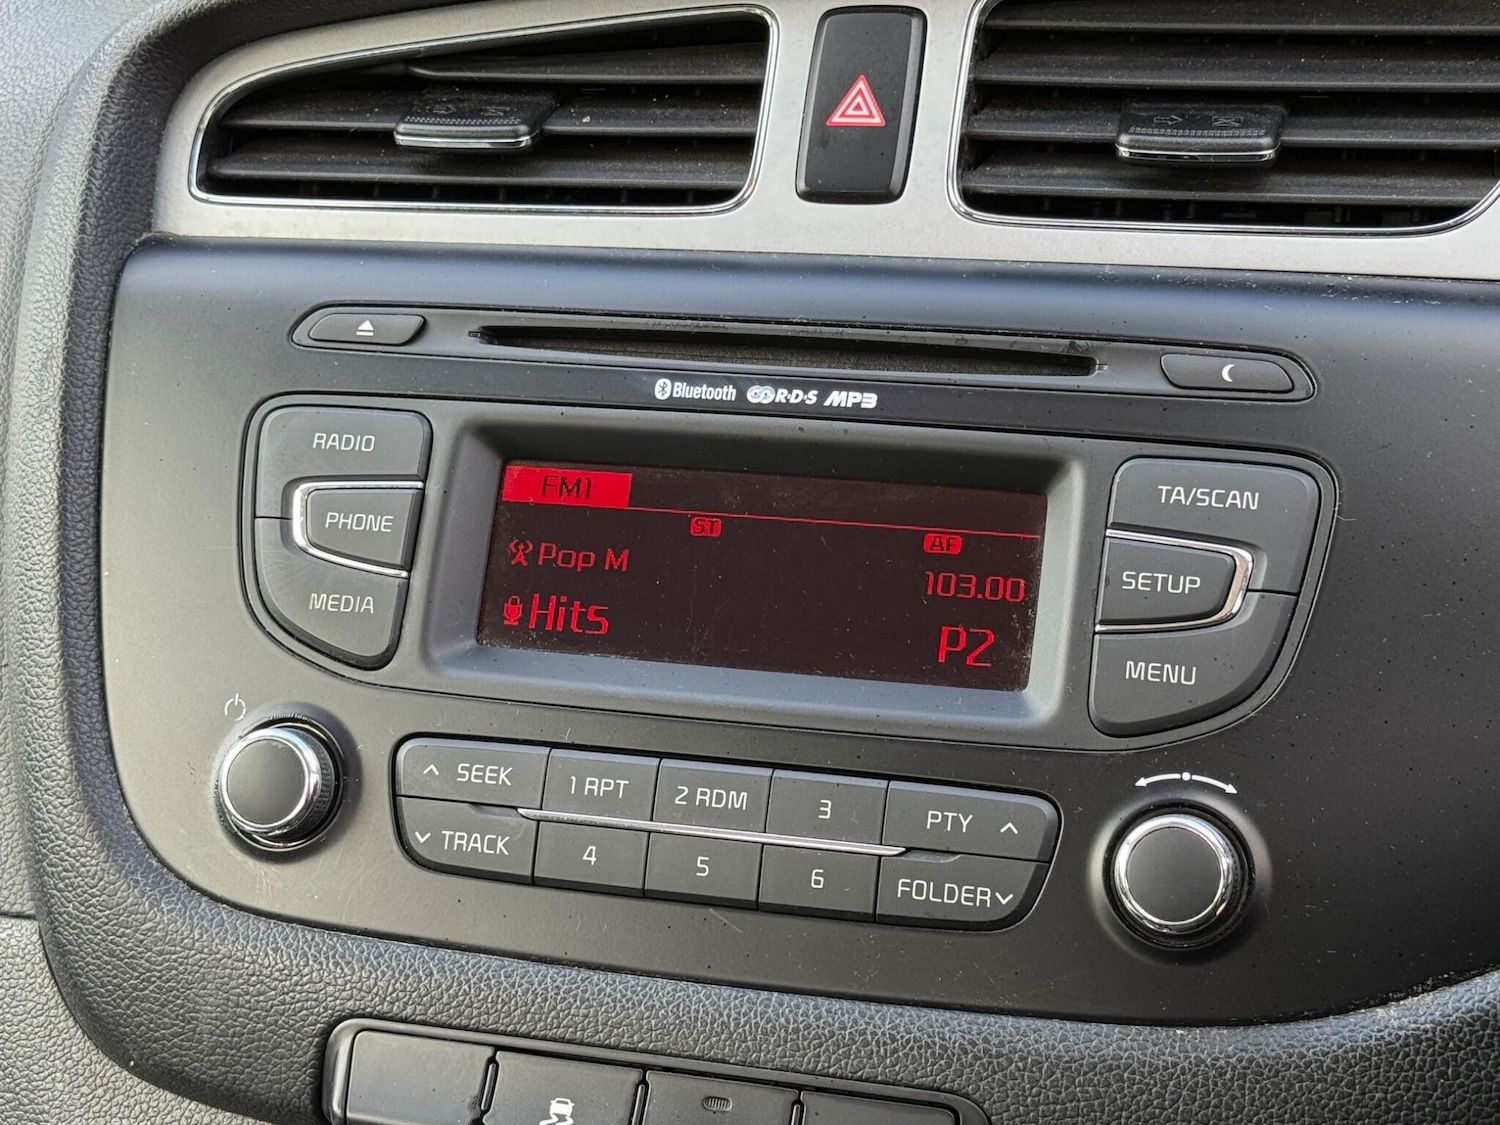 Bluetooth R·D·S MP3
RADIO
PHONE
MEDIA
FM1
ST
AF
Pop M
103.00
Hits
P2
TA/SCAN
SETUP
MENU
SEEK
1 RPT
2 RDM
3
PTY
TRACK
4
5
6
FOLDER